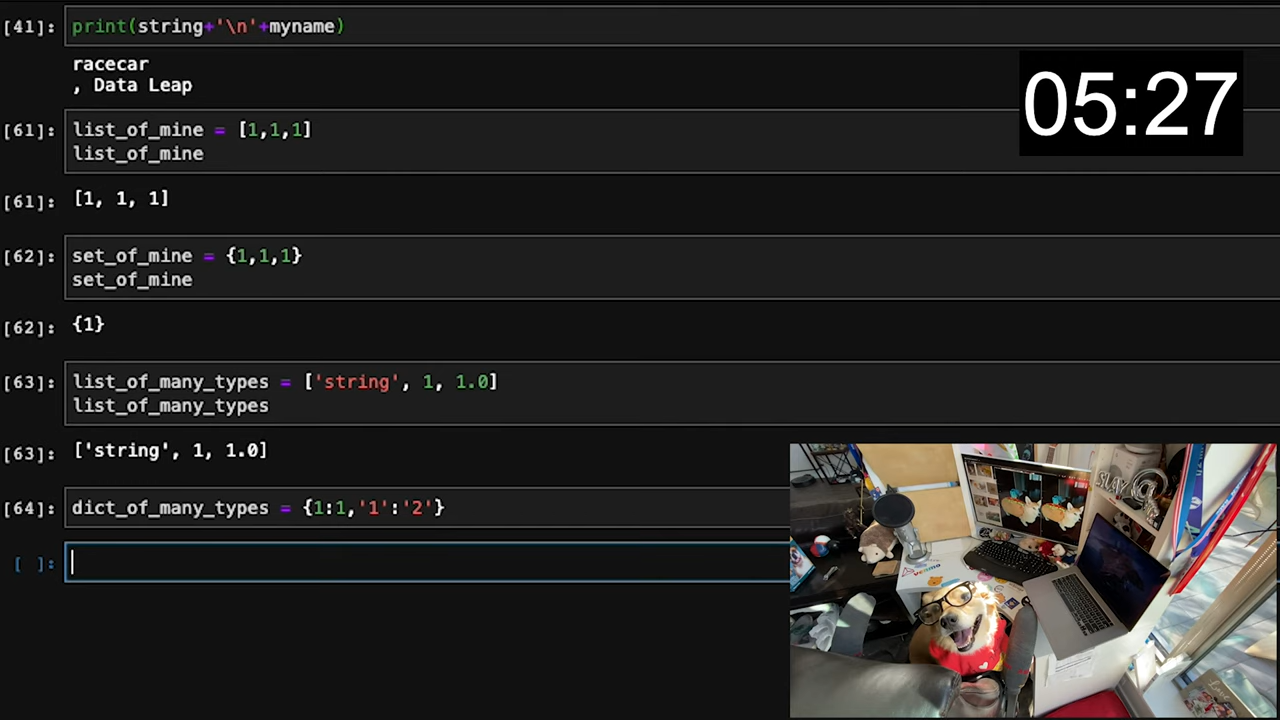 [41]: print(string+'\n'+myname)
racecar
, Data Leap
05:27
[61]: list_of_mine = [1,1,1]
list_of_mine
[61]: [1, 1, 1]
[62]: set_of_mine = {1,1,1}
set_of_mine
[62]: {1}
[63]: list_of_many_types = ['string', 1, 1.0]
list_of_many_types
[63]: ['string', 1, 1.0]
[64]: dict_of_many_types = {1:1,'1':'2'}
[ ]:
SLAY